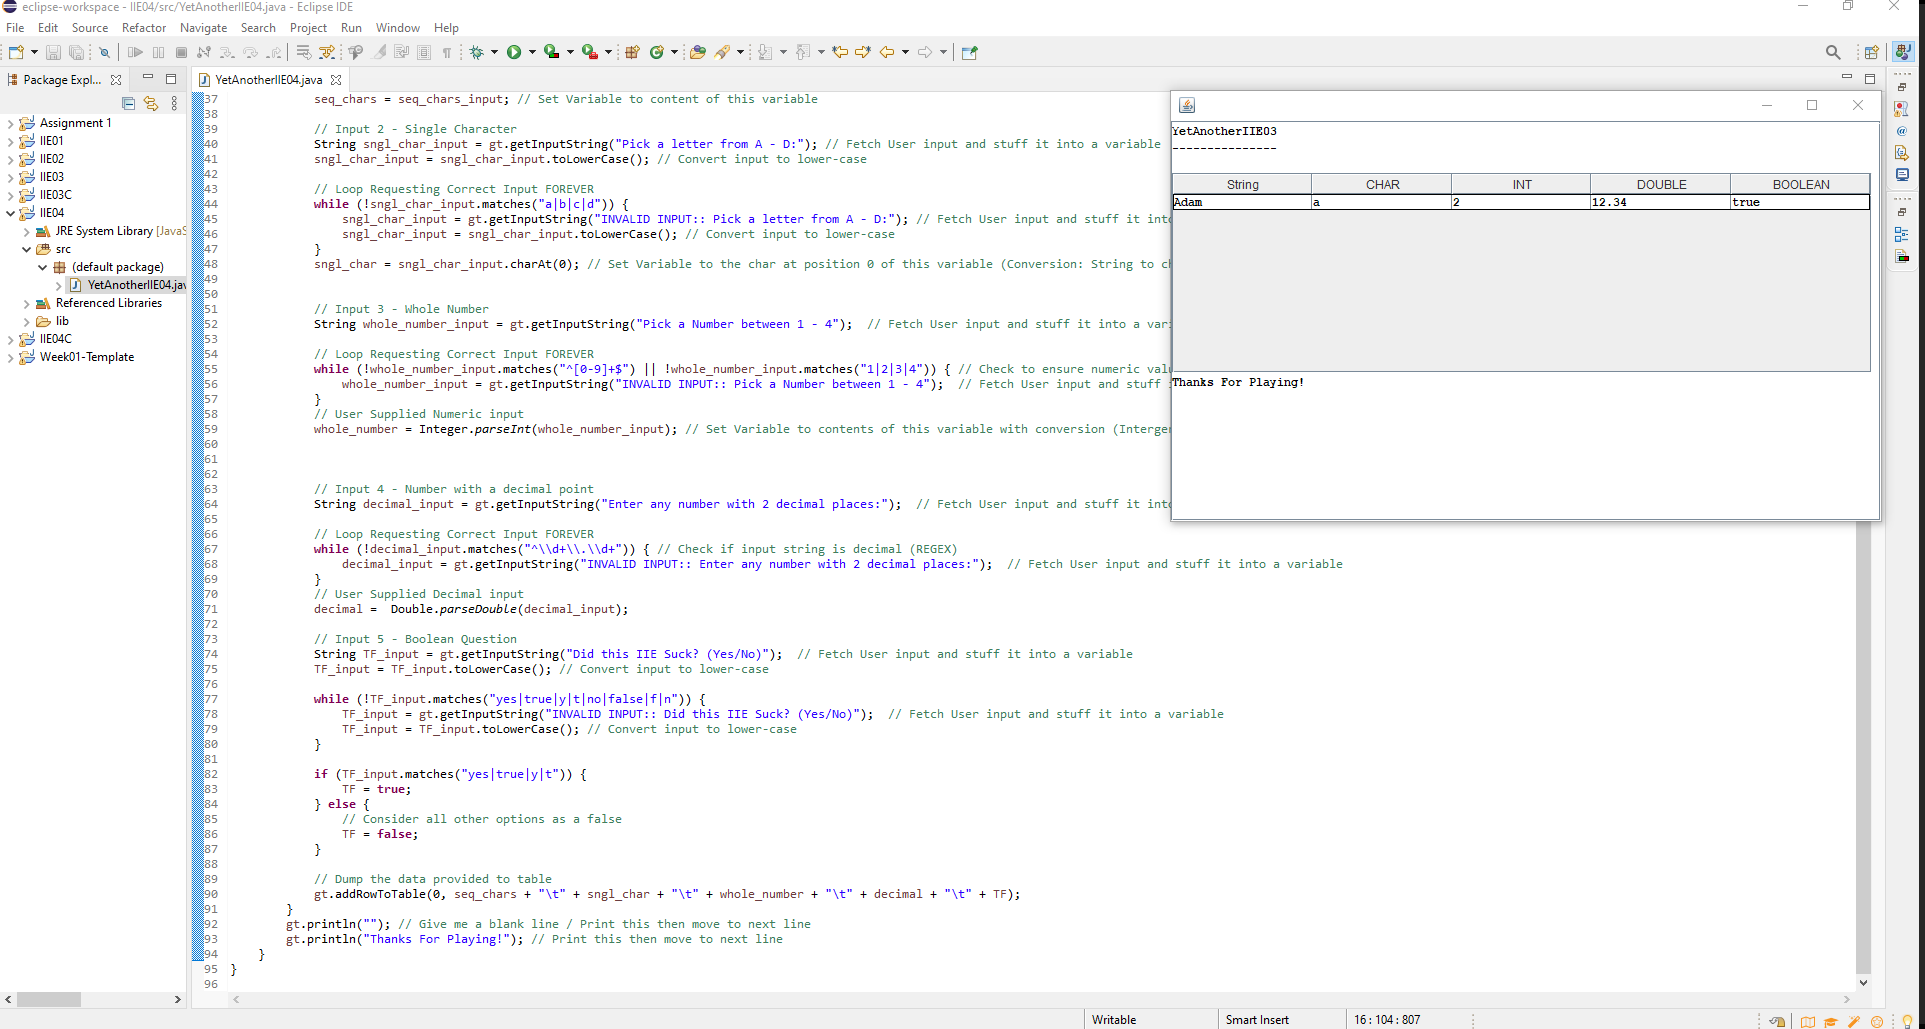 eclipse-workspace - IIE04/src/YetAnotherIIE04.java - Eclipse IDE
File Edit Source Refactor Navigate Search Project Run Window Help
Package Expl...
YetAnotherIIE04.java
Assignment 1
IIE01
IIE02
IIE03
IIE03C
IIE04
JRE System Library [JavaS
src
(default package)
YetAnotherIIE04.jav
Referenced Libraries
lib
IIE04C
Week01-Template
37 seq_chars = seq_chars_input; // Set Variable to content of this variable
38
39 // Input 2 - Single Character
40 String sngl_char_input = gt.getInputString("Pick a letter from A - D:"); // Fetch User input and stuff it into a variable
41 sngl_char_input = sngl_char_input.toLowerCase(); // Convert input to lower-case
42
43 // Loop Requesting Correct Input FOREVER
44 while (!sngl_char_input.matches("a|b|c|d")) {
45 sngl_char_input = gt.getInputString("INVALID INPUT:: Pick a letter from A - D:"); // Fetch User input and stuff it into
46 sngl_char_input = sngl_char_input.toLowerCase(); // Convert input to lower-case
47 }
48 sngl_char = sngl_char_input.charAt(0); // Set Variable to the char at position 0 of this variable (Conversion: String to ch
49
50
51 // Input 3 - Whole Number
52 String whole_number_input = gt.getInputString("Pick a Number between 1 - 4"); // Fetch User input and stuff it into a var
53
54 // Loop Requesting Correct Input FOREVER
55 while (!whole_number_input.matches("^[0-9]+$") || !whole_number_input.matches("1|2|3|4")) { // Check to ensure numeric valu
56 whole_number_input = gt.getInputString("INVALID INPUT:: Pick a Number between 1 - 4"); // Fetch User input and stuff
57 }
58 // User Supplied Numeric input
59 whole_number = Integer.parseInt(whole_number_input); // Set Variable to contents of this variable with conversion (Interger
60
61
62
63 // Input 4 - Number with a decimal point
64 String decimal_input = gt.getInputString("Enter any number with 2 decimal places:"); // Fetch User input and stuff it into
65
66 // Loop Requesting Correct Input FOREVER
67 while (!decimal_input.matches("^\\d+\\.\\d+")) { // Check if input string is decimal (REGEX)
68 decimal_input = gt.getInputString("INVALID INPUT:: Enter any number with 2 decimal places:"); // Fetch User input and stuff it into a variable
69 }
70 // User Supplied Decimal input
71 decimal = Double.parseDouble(decimal_input);
72
73 // Input 5 - Boolean Question
74 String TF_input = gt.getInputString("Did this IIE Suck? (Yes/No)"); // Fetch User input and stuff it into a variable
75 TF_input = TF_input.toLowerCase(); // Convert input to lower-case
76
77 while (!TF_input.matches("yes|true|y|t|no|false|f|n")) {
78 TF_input = gt.getInputString("INVALID INPUT:: Did this IIE Suck? (Yes/No)"); // Fetch User input and stuff it into a variable
79 TF_input = TF_input.toLowerCase(); // Convert input to lower-case
80 }
81
82 if (TF_input.matches("yes|true|y|t")) {
83 TF = true;
84 } else {
85 // Consider all other options as a false
86 TF = false;
87 }
88
89 // Dump the data provided to table
90 gt.addRowToTable(0, seq_chars + "\t" + sngl_char + "\t" + whole_number + "\t" + decimal + "\t" + TF);
91 }
92 gt.println(""); // Give me a blank line / Print this then move to next line
93 gt.println("Thanks For Playing!"); // Print this then move to next line
94 }
95 }
96
YetAnotherIIE03
---------------
String CHAR INT DOUBLE BOOLEAN
Adam a 2 12.34 true
Thanks For Playing!
Writable Smart Insert 16 : 104 : 807